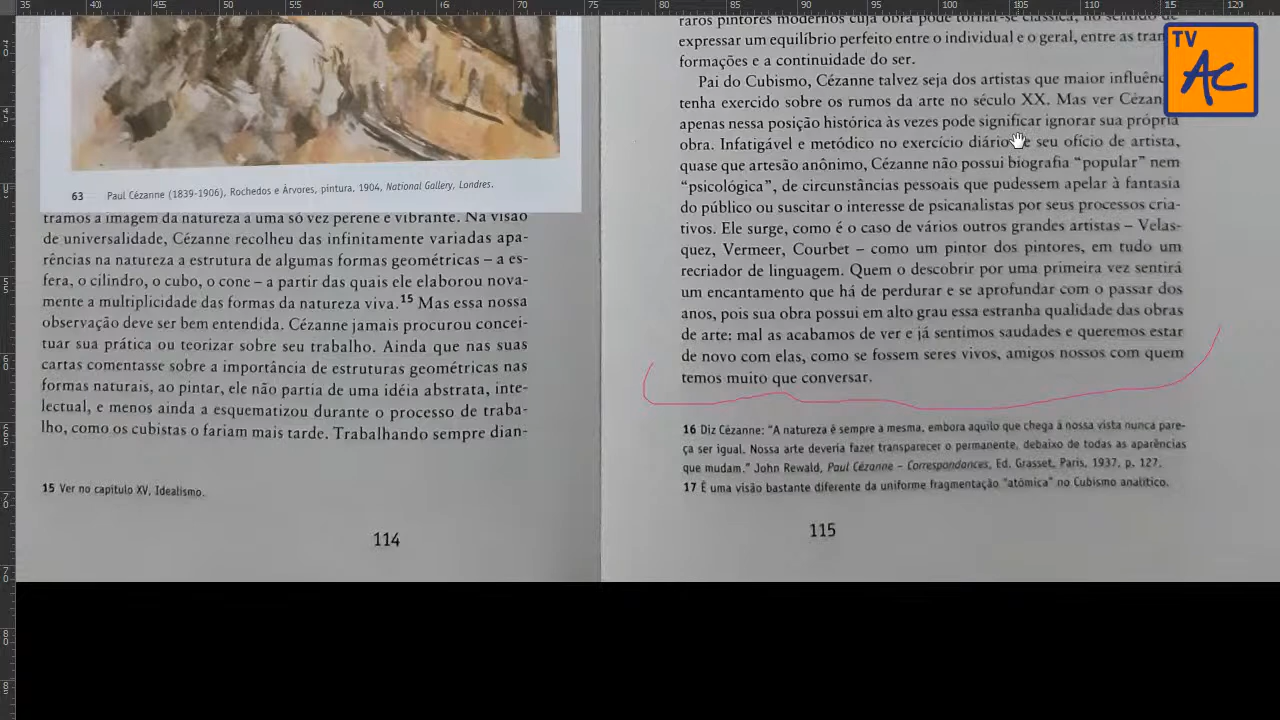 63 Paul Cézanne (1839-1906), Rochedos e Árvores, pintura, 1904, National Gallery, Londres.
tramos a imagem da natureza a uma só vez perene e vibrante. Na visão
de universalidade, Cézanne recolheu das infinitamente variadas apa-
rências na natureza a estrutura de algumas formas geométricas – a es-
fera, o cilindro, o cubo, o cone – a partir das quais ele elaborou nova-
mente a multiplicidade das formas da natureza viva.15 Mas essa nossa
observação deve ser bem entendida. Cézanne jamais procurou concei-
tuar sua prática ou teorizar sobre seu trabalho. Ainda que nas suas
cartas comentasse sobre a importância de estruturas geométricas nas
formas naturais, ao pintar, ele não partia de uma idéia abstrata, inte-
lectual, e menos ainda a esquematizou durante o processo de traba-
lho, como os cubistas o fariam mais tarde. Trabalhando sempre dian-
15 Ver no capítulo XV, Idealismo.
114
raros pintores modernos cuja obra pode tornar-se clássica, no sentido de
expressar um equilíbrio perfeito entre o individual e o geral, entre as tran
formações e a continuidade do ser.
Pai do Cubismo, Cézanne talvez seja dos artistas que maior influên
tenha exercido sobre os rumos da arte no século XX. Mas ver Cézan
apenas nessa posição histórica às vezes pode significar ignorar sua própria
obra. Infatigável e metódico no exercício diário de seu ofício de artista,
quase que artesão anônimo, Cézanne não possui biografia “popular” nem
“psicológica”, de circunstâncias pessoais que pudessem apelar à fantasia
do público ou suscitar o interesse de psicanalistas por seus processos cria-
tivos. Ele surge, como é o caso de vários outros grandes artistas – Velas-
quez, Vermeer, Courbet – como um pintor dos pintores, em tudo um
recriador de linguagem. Quem o descobrir por uma primeira vez sentirá
um encantamento que há de perdurar e se aprofundar com o passar dos
anos, pois sua obra possui em alto grau essa estranha qualidade das obras
de arte: mal as acabamos de ver e já sentimos saudades e queremos estar
de novo com elas, como se fossem seres vivos, amigos nossos com quem
temos muito que conversar.
16 Diz Cézanne: “A natureza é sempre a mesma, embora aquilo que chega à nossa vista nunca pare-
ça ser igual. Nossa arte deveria fazer transparecer o permanente, debaixo de todas as aparências
que mudam.” John Rewald, Paul Cézanne – Correspondances, Ed. Grasset, Paris, 1937, p. 127.
17 É uma visão bastante diferente da uniforme fragmentação “atômica” no Cubismo analítico.
115
TV
AC